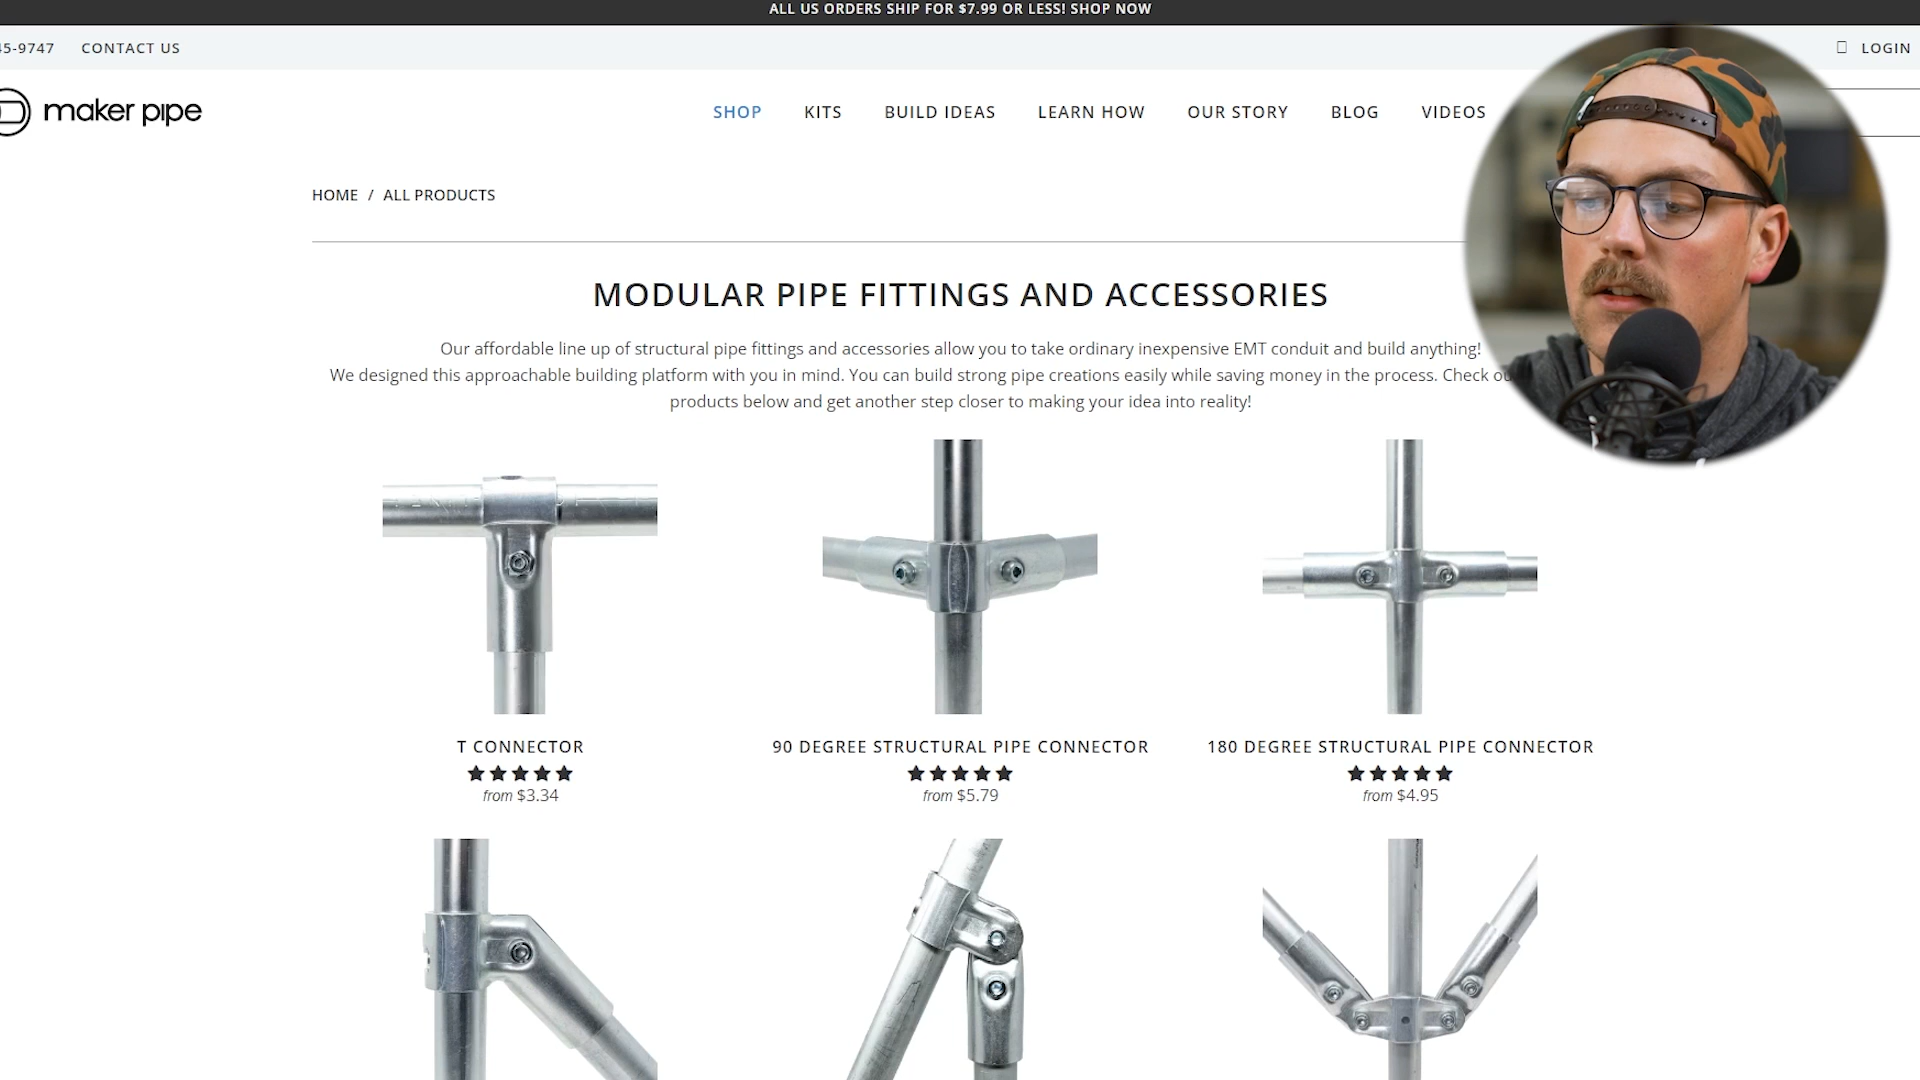 ALL US ORDERS SHIP FOR $7.99 OR LESS! SHOP NOW
45-9747 CONTACT US LOGIN
maker pipe SHOP KITS BUILD IDEAS LEARN HOW OUR STORY BLOG VIDEOS
HOME / ALL PRODUCTS
MODULAR PIPE FITTINGS AND ACCESSORIES
Our affordable line up of structural pipe fittings and accessories allow you to take ordinary inexpensive EMT conduit and build anything!
We designed this approachable building platform with you in mind. You can build strong pipe creations easily while saving money in the process. Check
products below and get another step closer to making your idea into reality!
T CONNECTOR 90 DEGREE STRUCTURAL PIPE CONNECTOR 180 DEGREE STRUCTURAL PIPE CONNECTOR
from $3.34 from $5.79 from $4.95